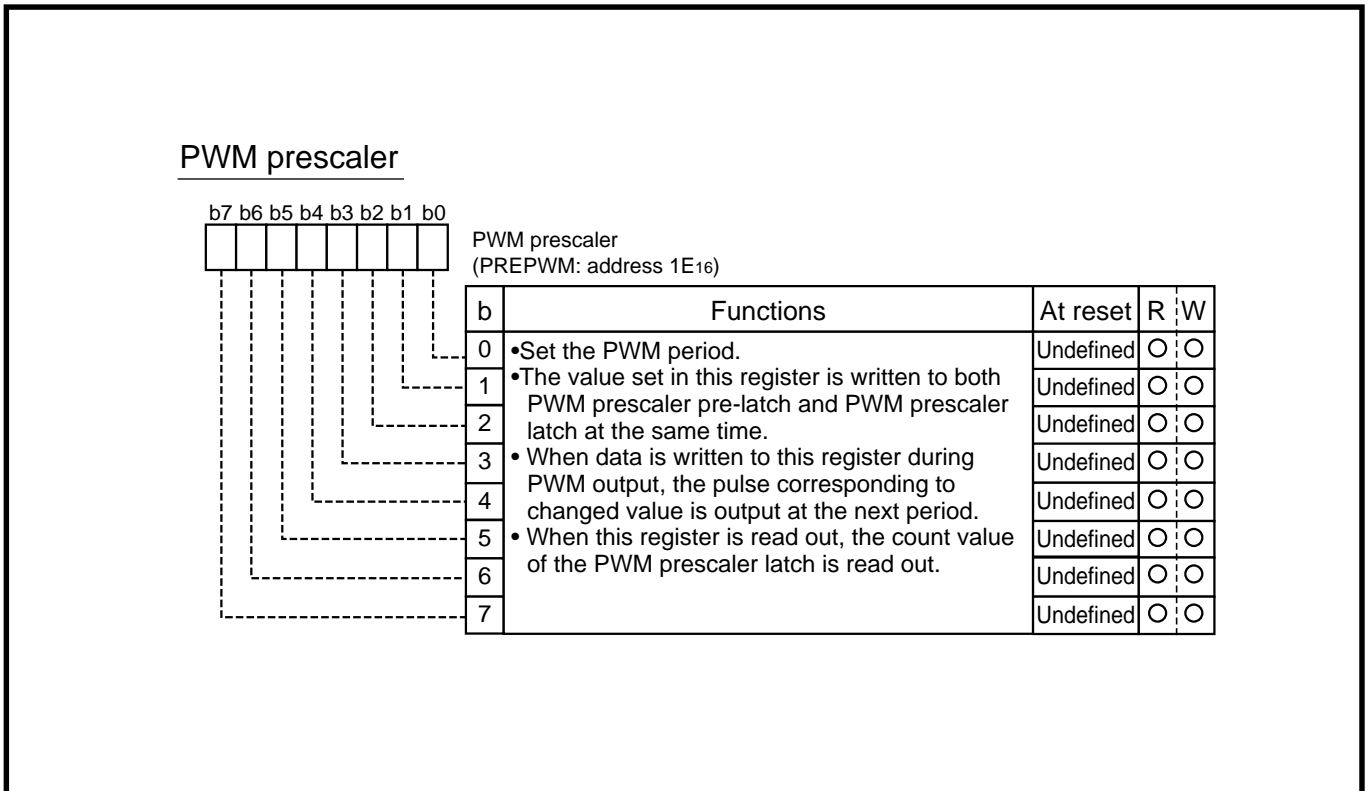 PWM prescaler
b7 b6 b5 b4 b3 b2 b1 b0
PWM prescaler
(PREPWM: address 1E16)
b Functions At reset R W
0 •Set the PWM period. Undefined O O
1 •The value set in this register is written to both Undefined O O
PWM prescaler pre-latch and PWM prescaler
2 latch at the same time. Undefined O O
3 • When data is written to this register during Undefined O O
PWM output, the pulse corresponding to
4 changed value is output at the next period. Undefined O O
5 • When this register is read out, the count value Undefined O O
of the PWM prescaler latch is read out.
6 Undefined O O
7 Undefined O O